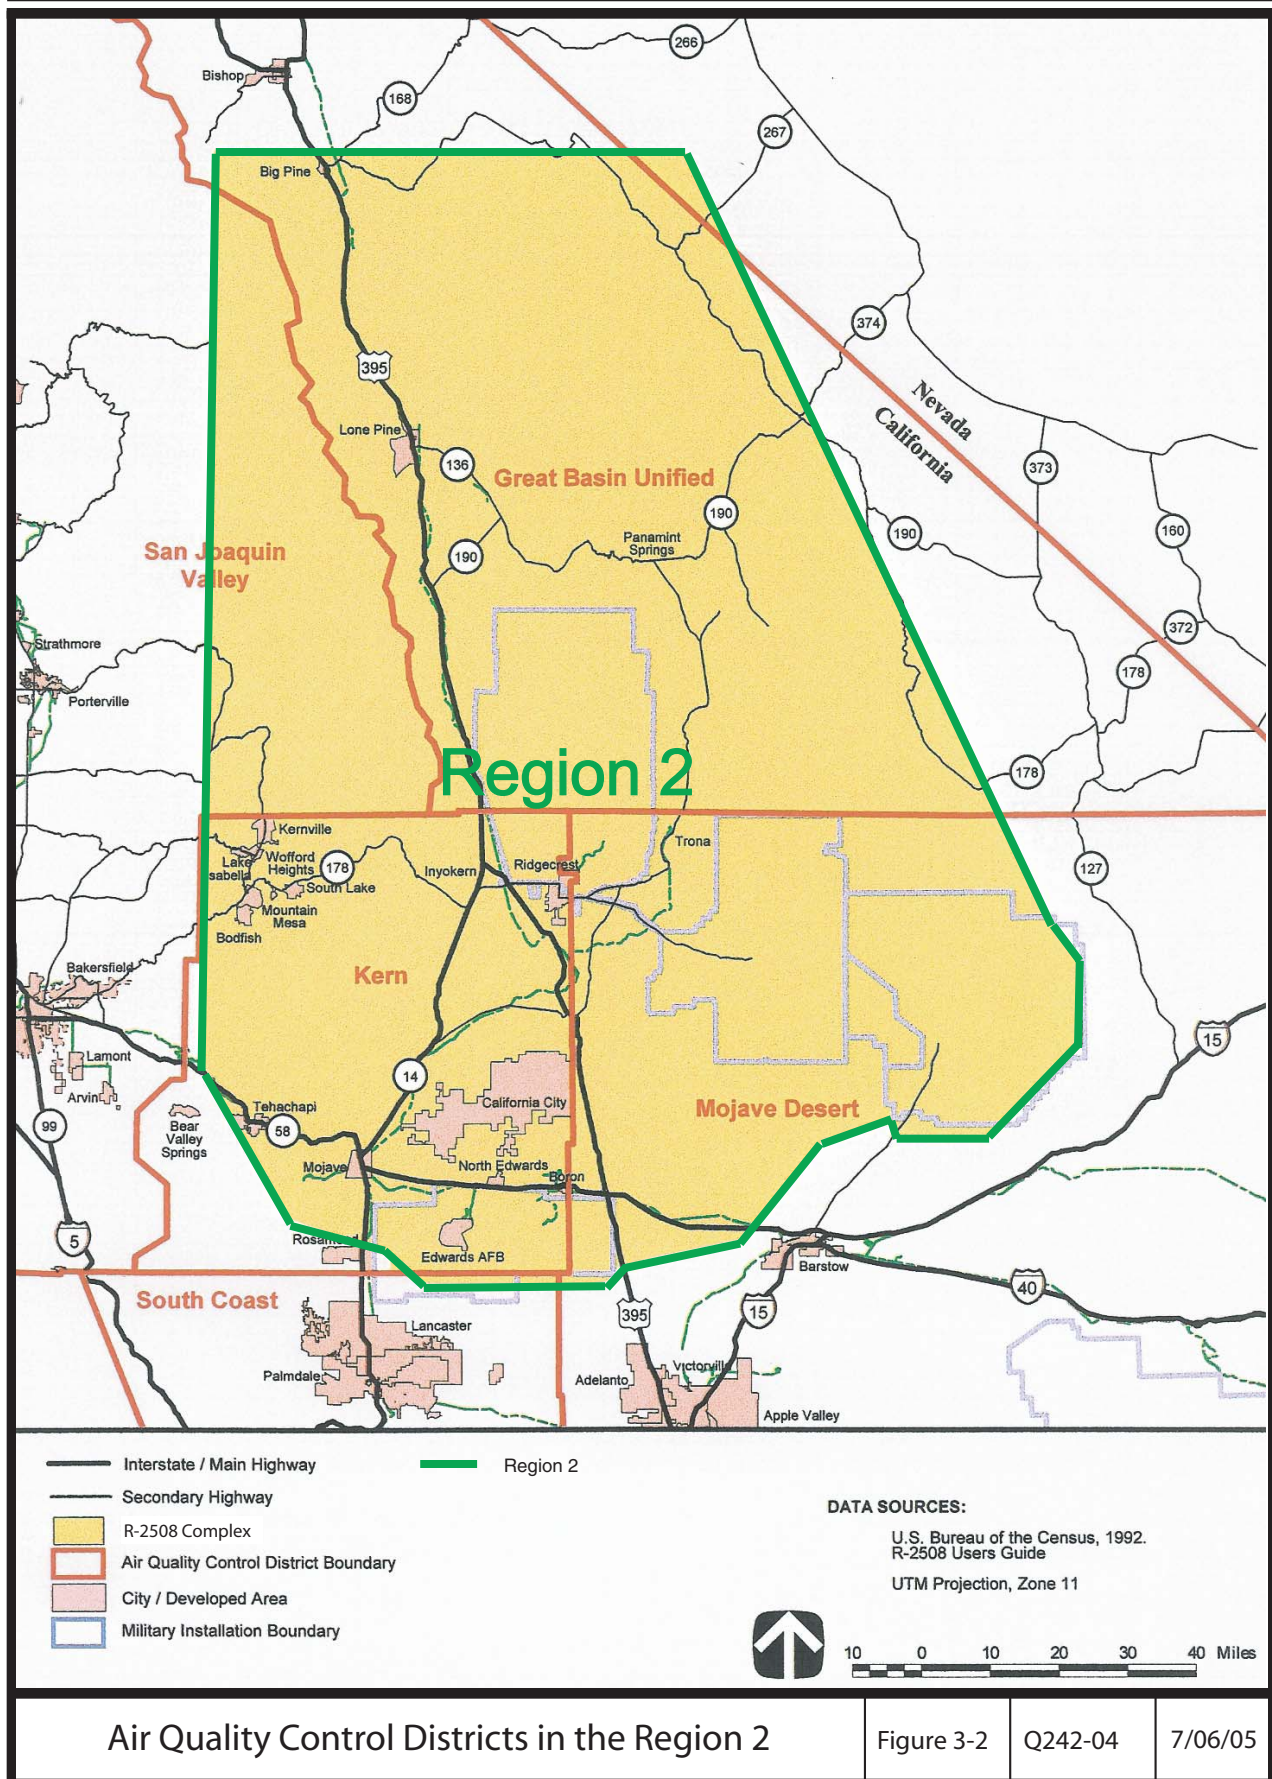 266
Bishop
168
267
Big Pine
374
395
Nevada
California
Lone Pine
136
Great Basin Unified
373
190
160
190
Panamint
Springs
San Joaquin
Valley
190
372
Strathmore
178
Porterville
Region 2
178
Kernville
Lake
Isabella
Wofford
Heights
178
South Lake
Inyokern
Ridgecrest
Trona
127
Mountain
Mesa
Bodfish
Bakersfield
Kern
15
Lamont
14
Arvin
California City
Mojave Desert
99
Bear
Valley
Springs
Tehachapi
58
Mojave
North Edwards
Boron
5
Rosamond
Edwards AFB
Barstow
South Coast
40
395
15
Lancaster
Palmdale
Adelanto
Victorville
Apple Valley
Interstate / Main Highway
Region 2
Secondary Highway
R-2508 Complex
Air Quality Control District Boundary
City / Developed Area
Military Installation Boundary
DATA SOURCES:
U.S. Bureau of the Census, 1992.
R-2508 Users Guide
UTM Projection, Zone 11
10 0 10 20 30 40 Miles
Air Quality Control Districts in the Region 2
Figure 3-2
Q242-04
7/06/05